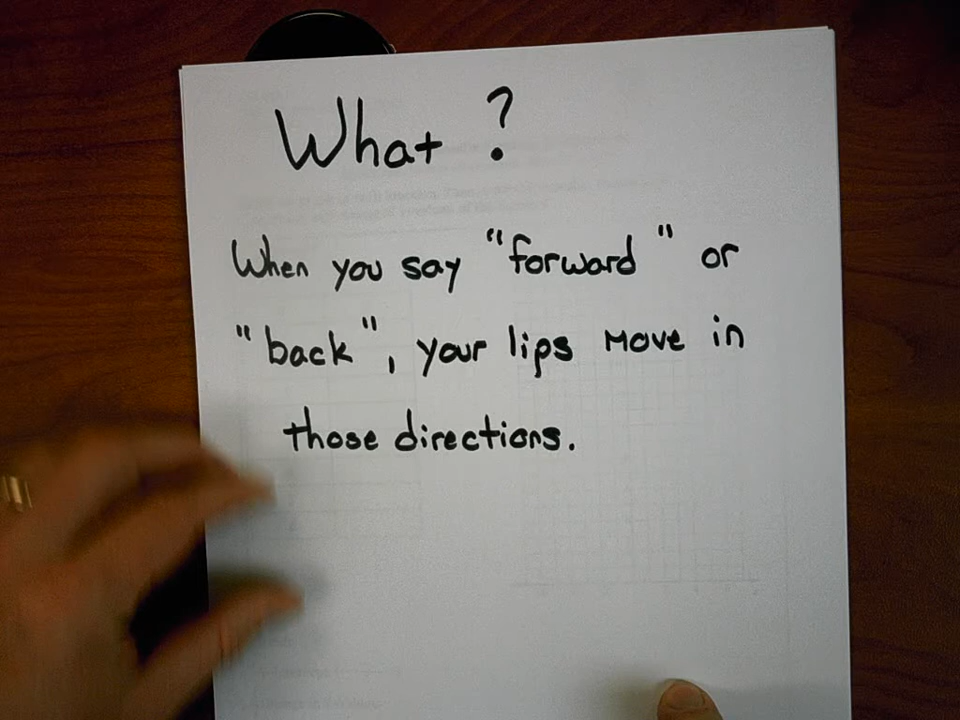 What ?
When you say "forward" or
"back", your lips move in
those directions.